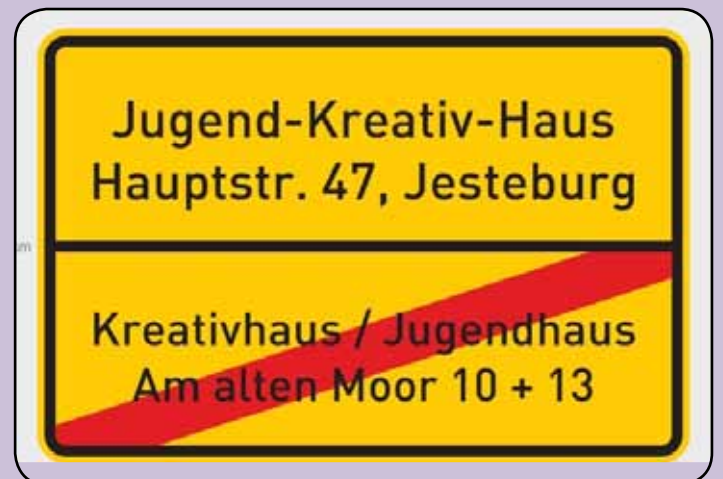 Jugend-Kreativ-Haus
Hauptstr. 47, Jesteburg
Kreativhaus / Jugendhaus
Am alten Moor 10 + 13